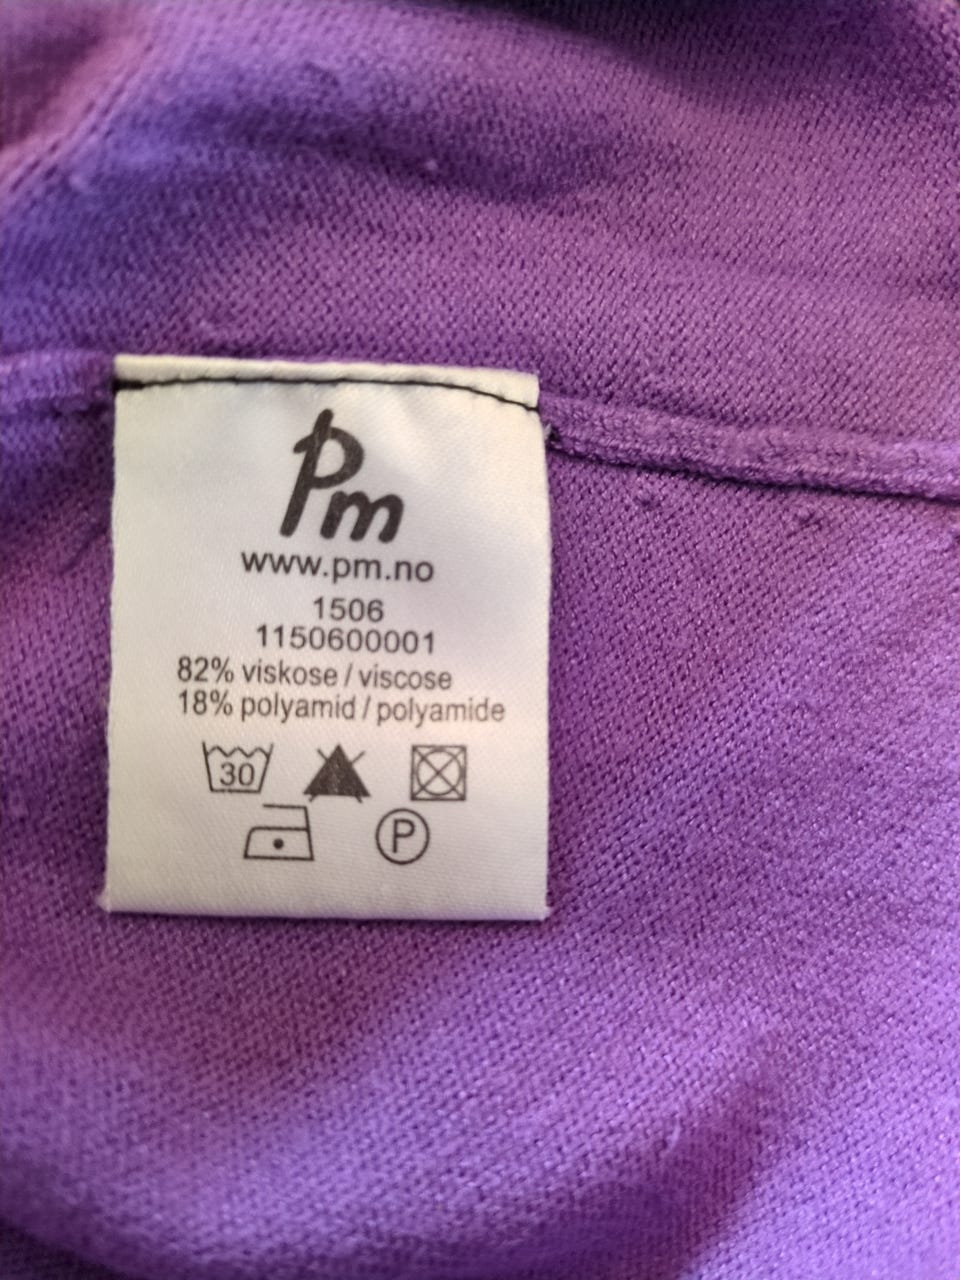 Pm
www.pm.no
1506
1150600001
82% viskose / viscose
18% polyamid / polyamide
30
P